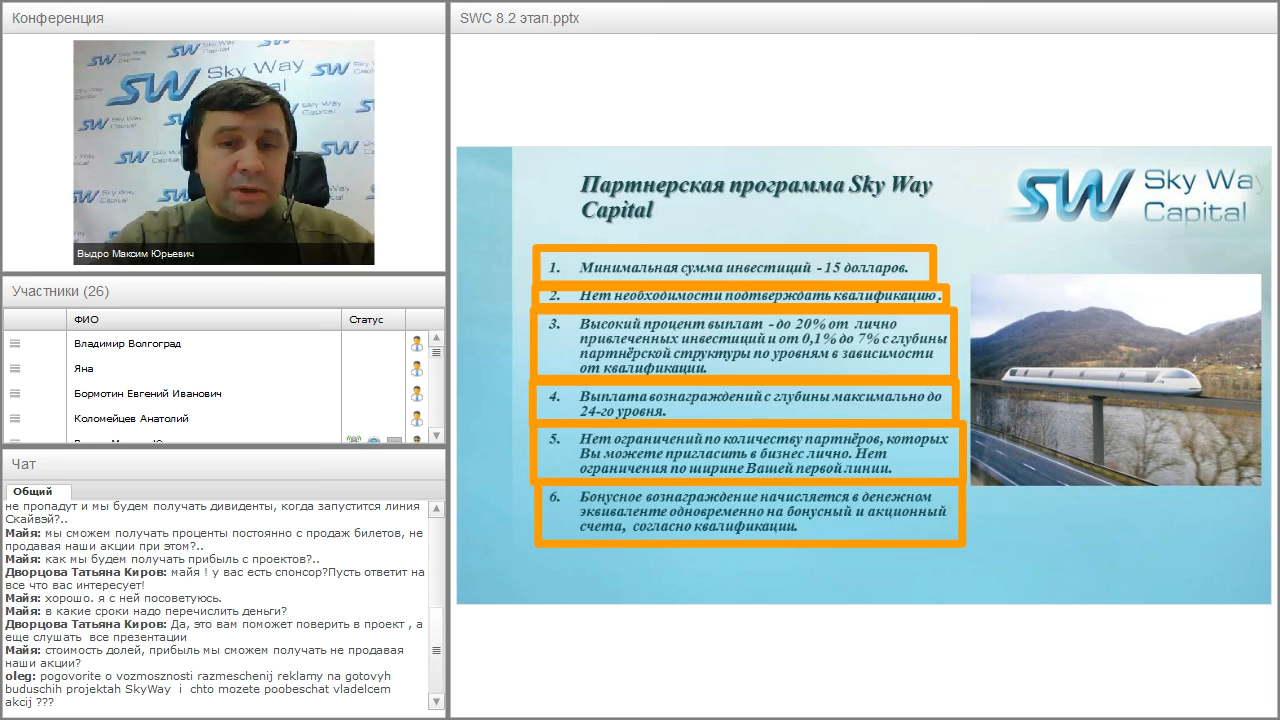 Конференция
SW Sky Way
Capital
Выдро Максим Юрьевич
Участники (26)
ФИО
Статус
Владимир Волгоград
Яна
Бормотин Евгений Иванович
Коломейцев Анатолий
Чат
Общий
не пропадут и мы будем получать дивиденты, когда запустится линия
Скайвэй?..
Майя: мы сможем получать проценты постоянно с продаж билетов, не
продавая наши акции при этом?..
Майя: как мы будем получать прибыль с проектов?..
Дворцова Татьяна Киров: майя ! у вас есть спонсор?Пусть ответит на
все что вас интересует!
Майя: хорошо. я с ней посоветуюсь.
Майя: в какие сроки надо перечислить деньги?
Дворцова Татьяна Киров: Да, это вам поможет поверить в проект , а
еще слушать все презентации
Майя: стоимость долей, прибыль мы сможем получать не продавая
наши акции?
oleg: pogovorite o vozmosznosti razmeschenij reklamy na gotovyh
buduschih projektah SkyWay i chto mozete poobeschat vladelcem
akcij ???
SWC 8.2 этап.pptx
Партнерская программа Sky Way
Capital
SW Sky Way
Capital
1. Минимальная сумма инвестиций - 15 долларов.
2. Нет необходимости подтверждать квалификацию .
3. Высокий процент выплат - до 20% от лично
привлеченных инвестиций и от 0,1% до 7% с глубины
партнёрской структуры по уровням в зависимости
от квалификации.
4. Выплата вознаграждений с глубины максимально до
24-го уровня.
5. Нет ограничений по количеству партнёров, которых
Вы можете пригласить в бизнес лично. Нет
ограничения по ширине Вашей первой линии.
6. Бонусное вознаграждение начисляется в денежном
эквиваленте одновременно на бонусный и акционный
счета, согласно квалификации.